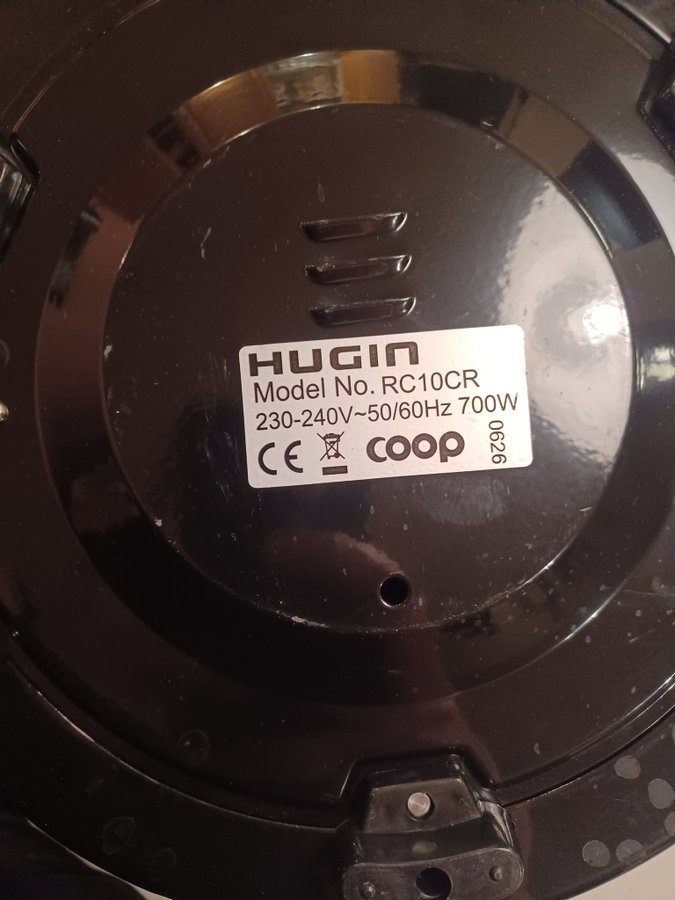 HUGIN
Model No. RC10CR
230-240V~50/60Hz 700W
CE coop
0626